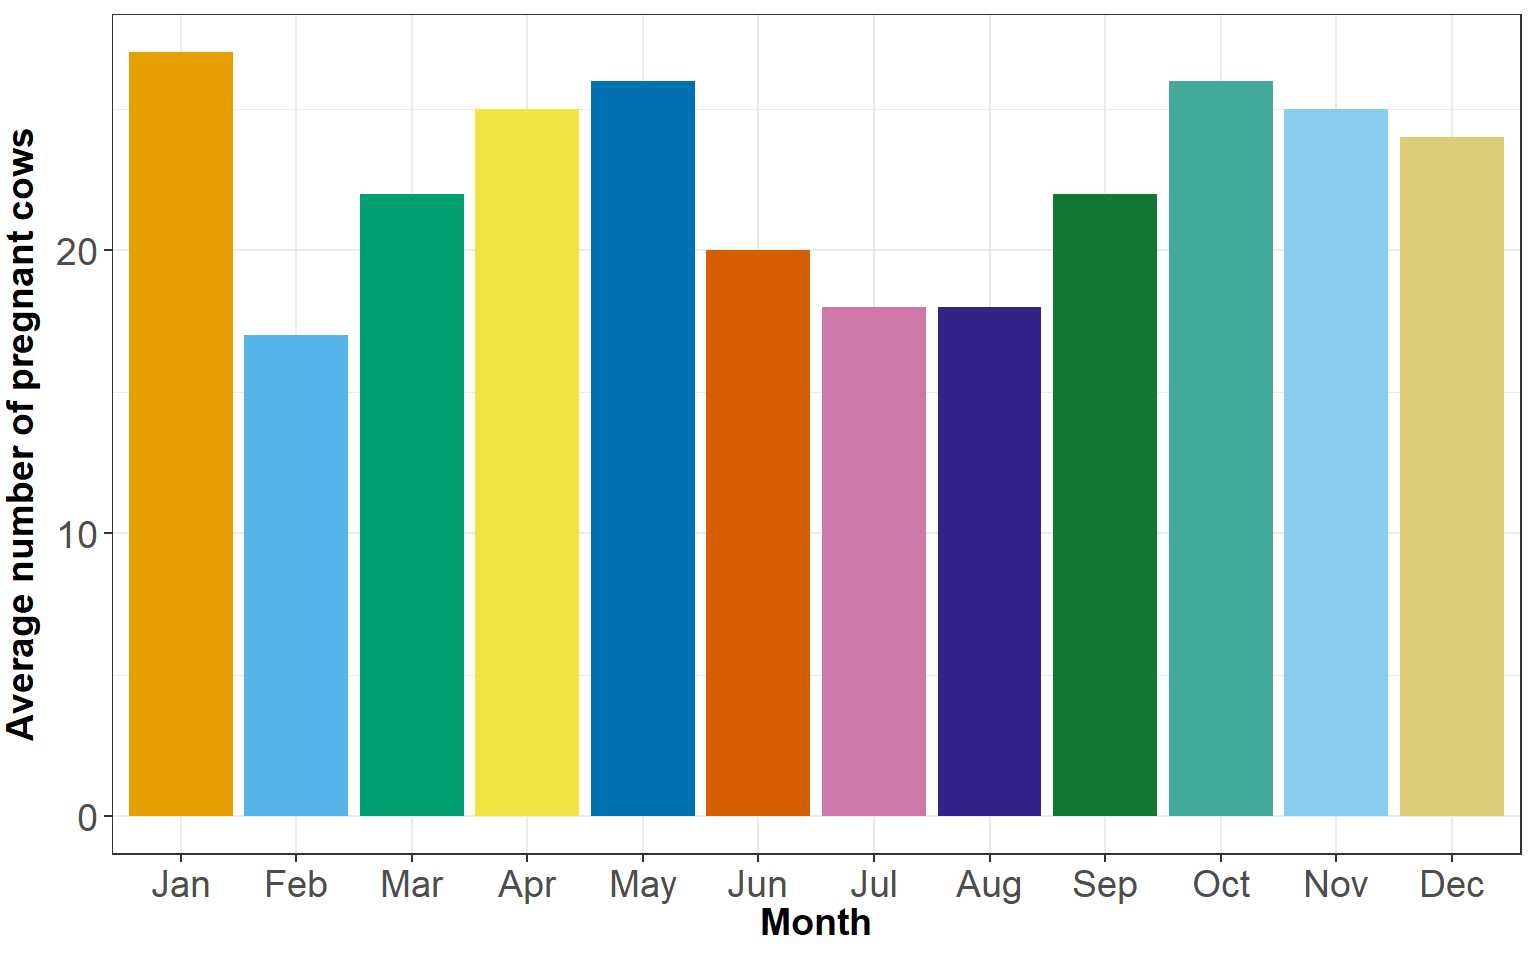 Average number of pregnant cows
20
10
0
Jan Feb Mar Apr May Jun Jul Aug Sep Oct Nov Dec
Month